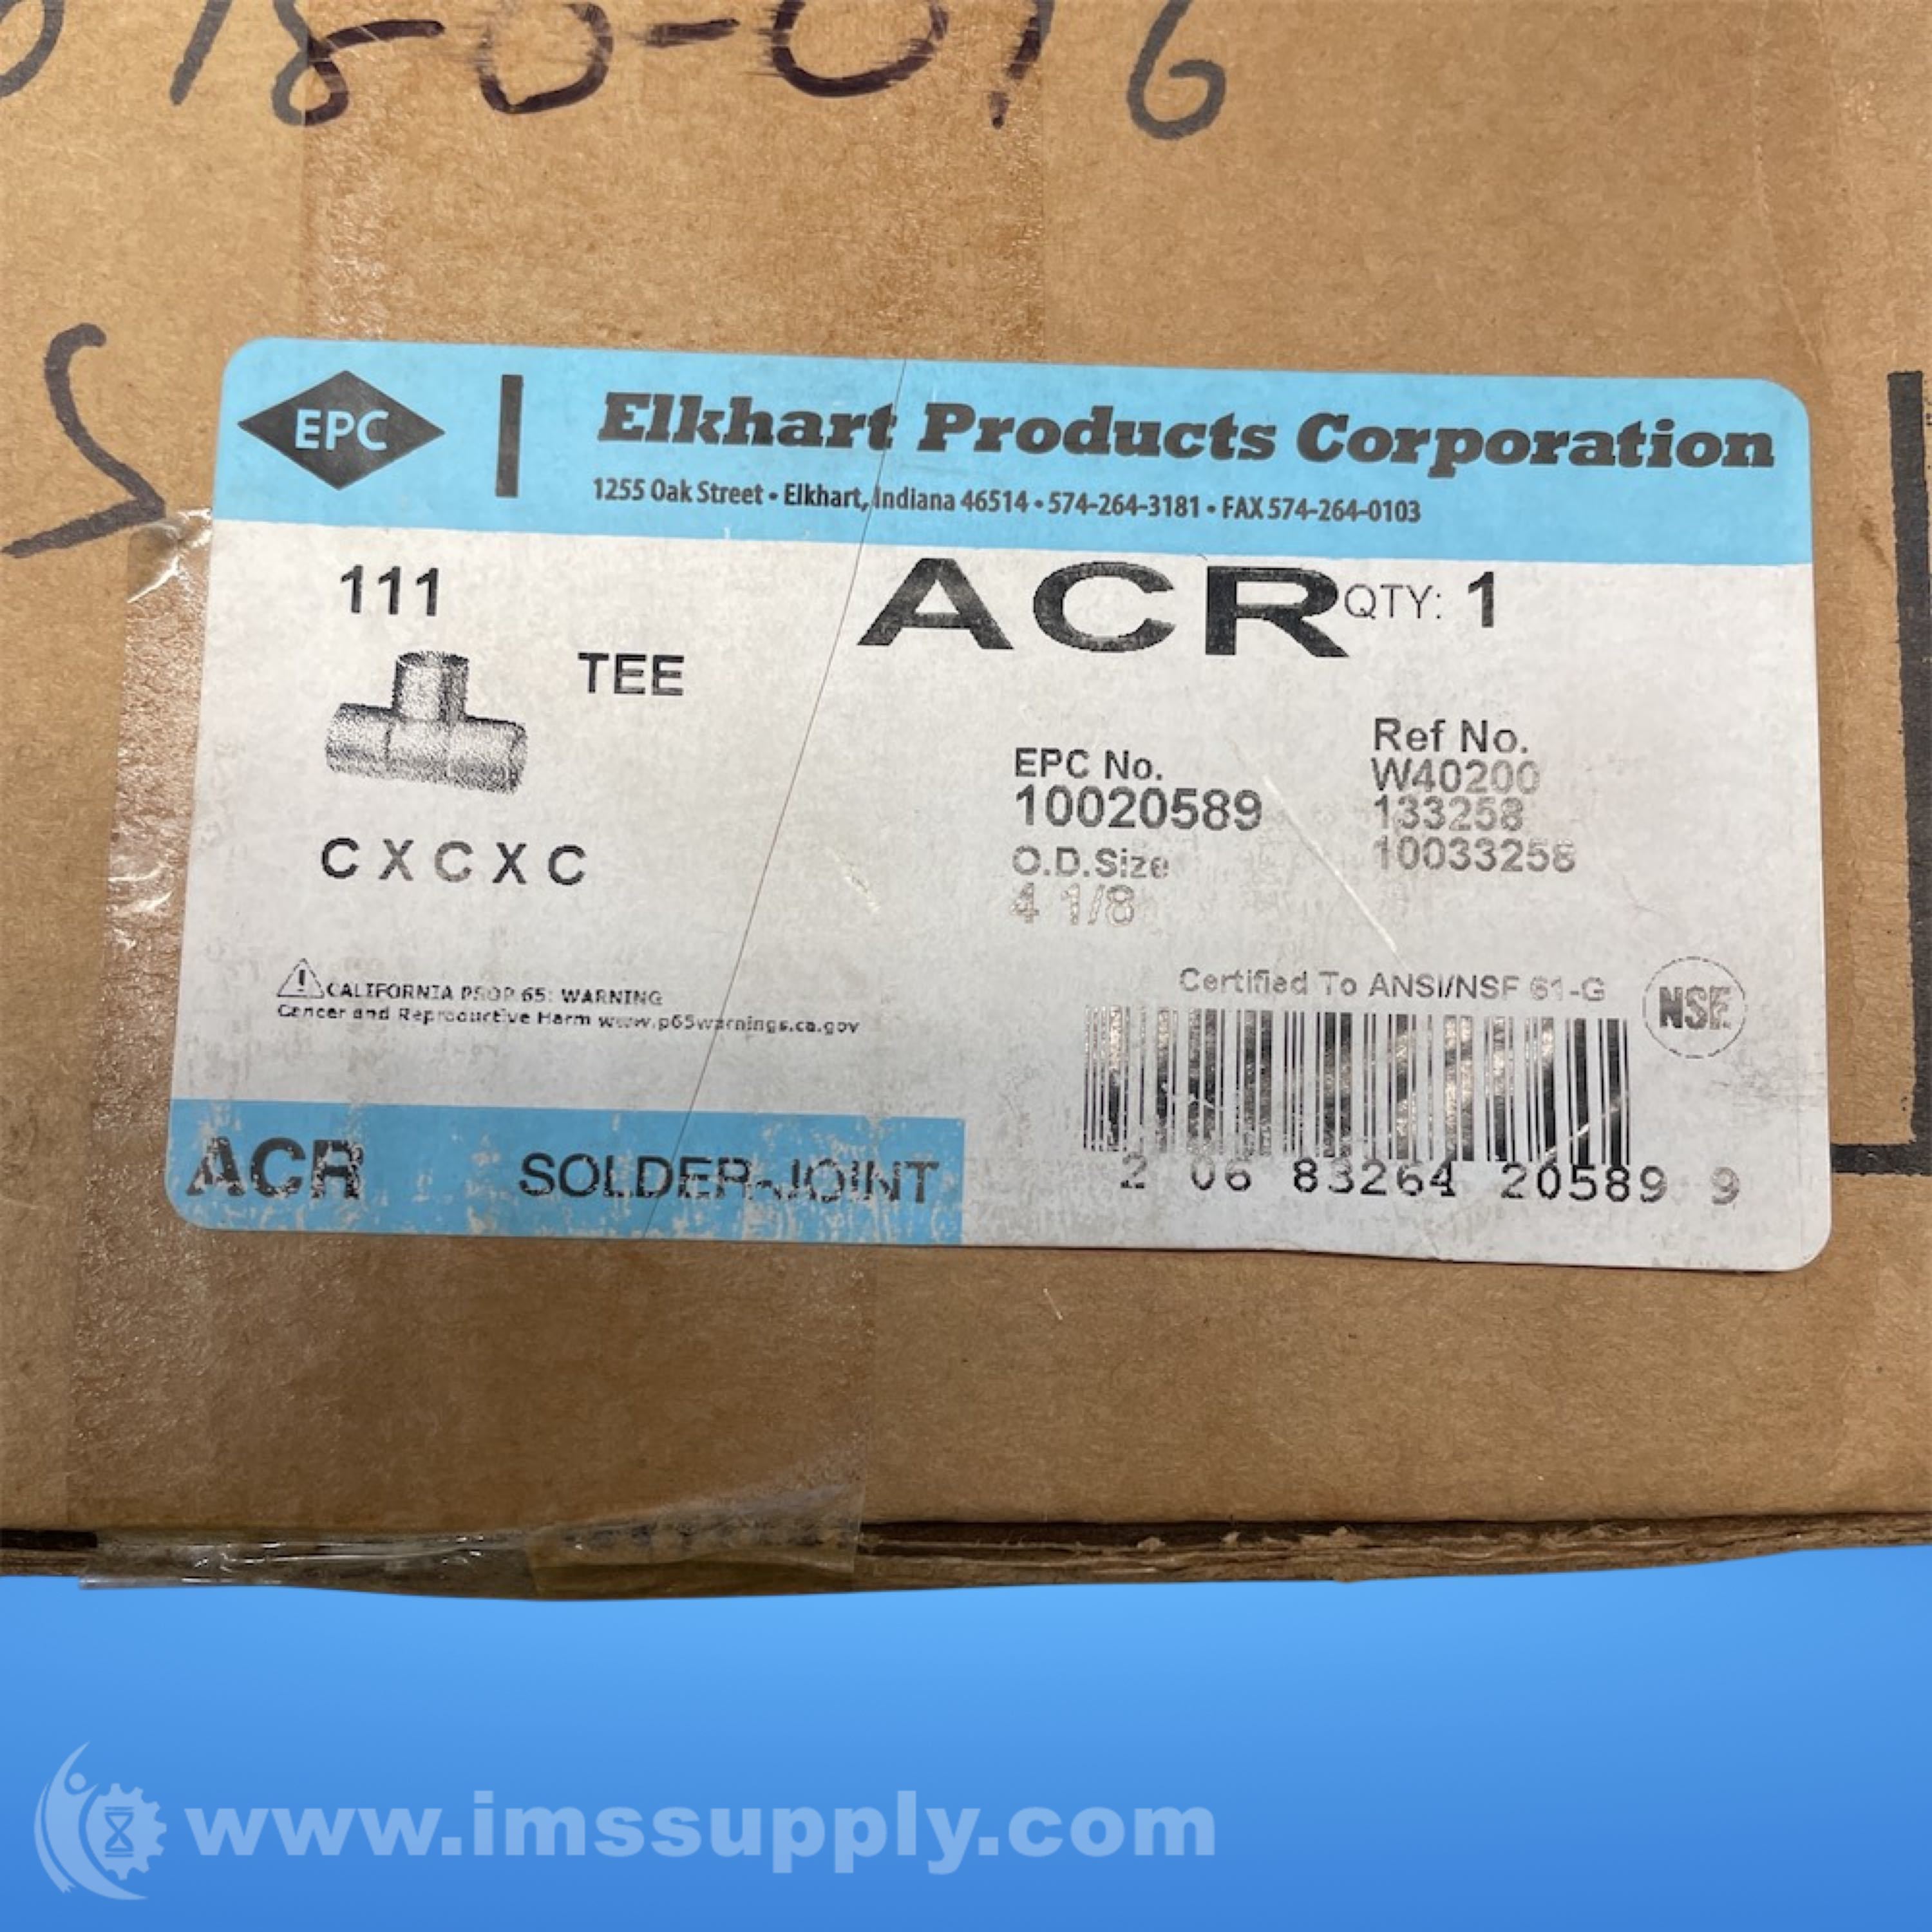 EPC
Elkhart Products Corporation
1255 Oak Street • Elkhart, Indiana 46514 • 574-264-3181 • FAX 574-264-0103
111
TEE
C X C X C
ACR
QTY: 1
EPC No.
10020589
O.D.Size
4 1/8
Ref No.
W40200
133258
10033258
CALIFORNIA PROP 65: WARNING
Cancer and Reproductive Harm www.p65warnings.ca.gov
Certified To ANSI/NSF 61-G
NSF.
2 06 83264 20589 9
ACR SOLDER-JOINT
www.imssupply.com